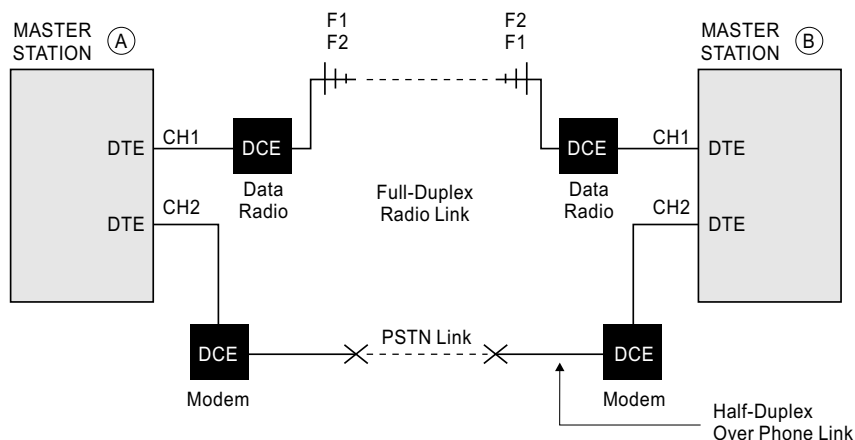 F1
F2
F2
F1
MASTER
STATION A
MASTER
STATION B
DTE
CH1
DCE
Data
Radio
Full-Duplex
Radio Link
DCE
Data
Radio
CH1
DTE
DTE
CH2
CH2
DTE
DCE
Modem
PSTN Link
DCE
Modem
Half-Duplex
Over Phone Link